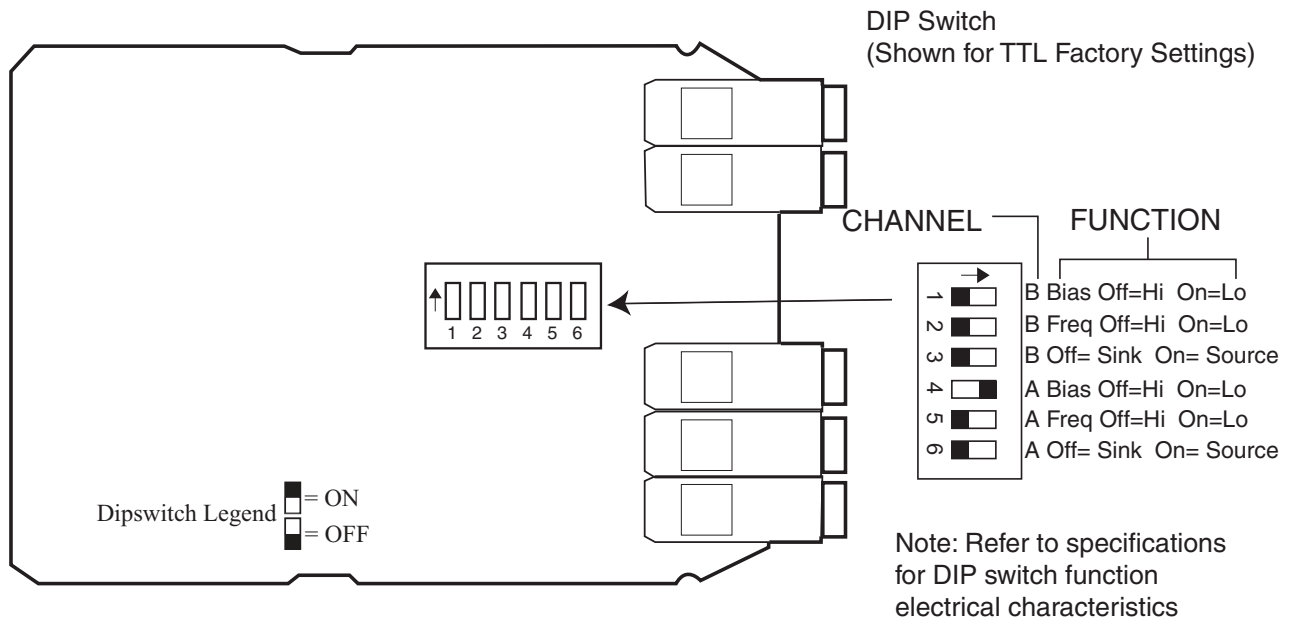 DIP Switch
(Shown for TTL Factory Settings)
CHANNEL FUNCTION
1 B Bias Off=Hi On=Lo
2 B Freq Off=Hi On=Lo
3 B Off= Sink On= Source
4 A Bias Off=Hi On=Lo
5 A Freq Off=Hi On=Lo
6 A Off= Sink On= Source
1 2 3 4 5 6
Dipswitch Legend
= ON
= OFF
Note: Refer to specifications
for DIP switch function
electrical characteristics